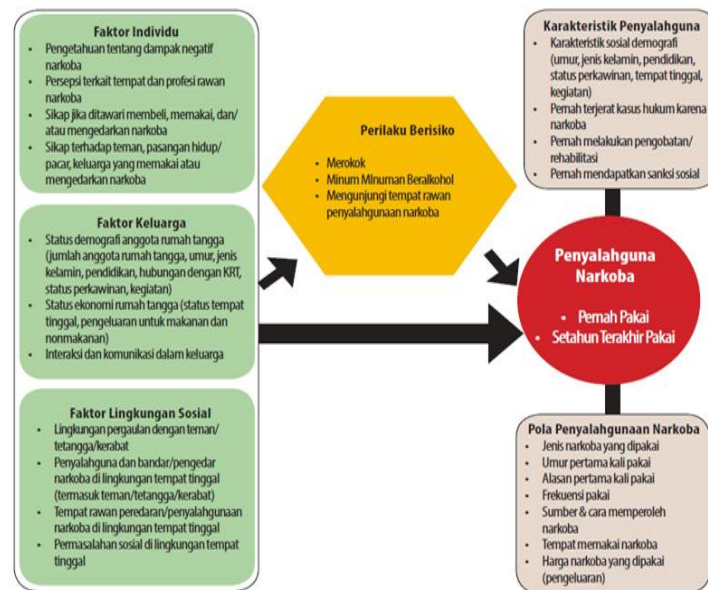 Faktor Individu
• Pengetahuan tentang dampak negatif
narkoba
• Persepsi terkait tempat dan profesi rawan
narkoba
• Sikap jika ditawari membeli, memakai, dan/
atau mengedarkan narkoba
• Sikap terhadap teman, pasangan hidup/
pacar, keluarga yang memakai atau
mengedarkan narkoba
Faktor Keluarga
• Status demografi anggota rumah tangga
(jumlah anggota rumah tangga, umur, jenis
kelamin, pendidikan, hubungan dengan KRT,
status perkawinan, kegiatan)
• Status ekonomi rumah tangga (status tempat
tinggal, pengeluaran untuk makanan dan
nonmakanan)
• Interaksi dan komunikasi dalam keluarga
Faktor Lingkungan Sosial
• Lingkungan pergaulan dengan teman/
tetangga/kerabat
• Penyalahguna dan bandar/pengedar
narkoba di lingkungan tempat tinggal
(termasuk teman/tetangga/kerabat)
• Tempat rawan peredaran/penyalahgunaan
narkoba di lingkungan tempat tinggal
• Permasalahan sosial di lingkungan tempat
tinggal
Perilaku Berisiko
• Merokok
• Minum MInuman Beralkohol
• Mengunjungi tempat rawan
penyalahgunaan narkoba
Karakteristik Penyalahguna
• Karakteristik sosial demografi
(umur, jenis kelamin, pendidikan,
status perkawinan, tempat tinggal,
kegiatan)
• Pernah terjerat kasus hukum karena
narkoba
• Pernah melakukan pengobatan/
rehabilitasi
• Pernah mendapatkan sanksi sosial
Penyalahguna
Narkoba
• Pernah Pakai
• Setahun Terakhir Pakai
Pola Penyalahgunaan Narkoba
• Jenis narkoba yang dipakai
• Umur pertama kali pakai
• Alasan pertama kali pakai
• Frekuensi pakai
• Sumber & cara memperoleh
narkoba
• Tempat memakai narkoba
• Harga narkoba yang dipakai
(pengeluaran)